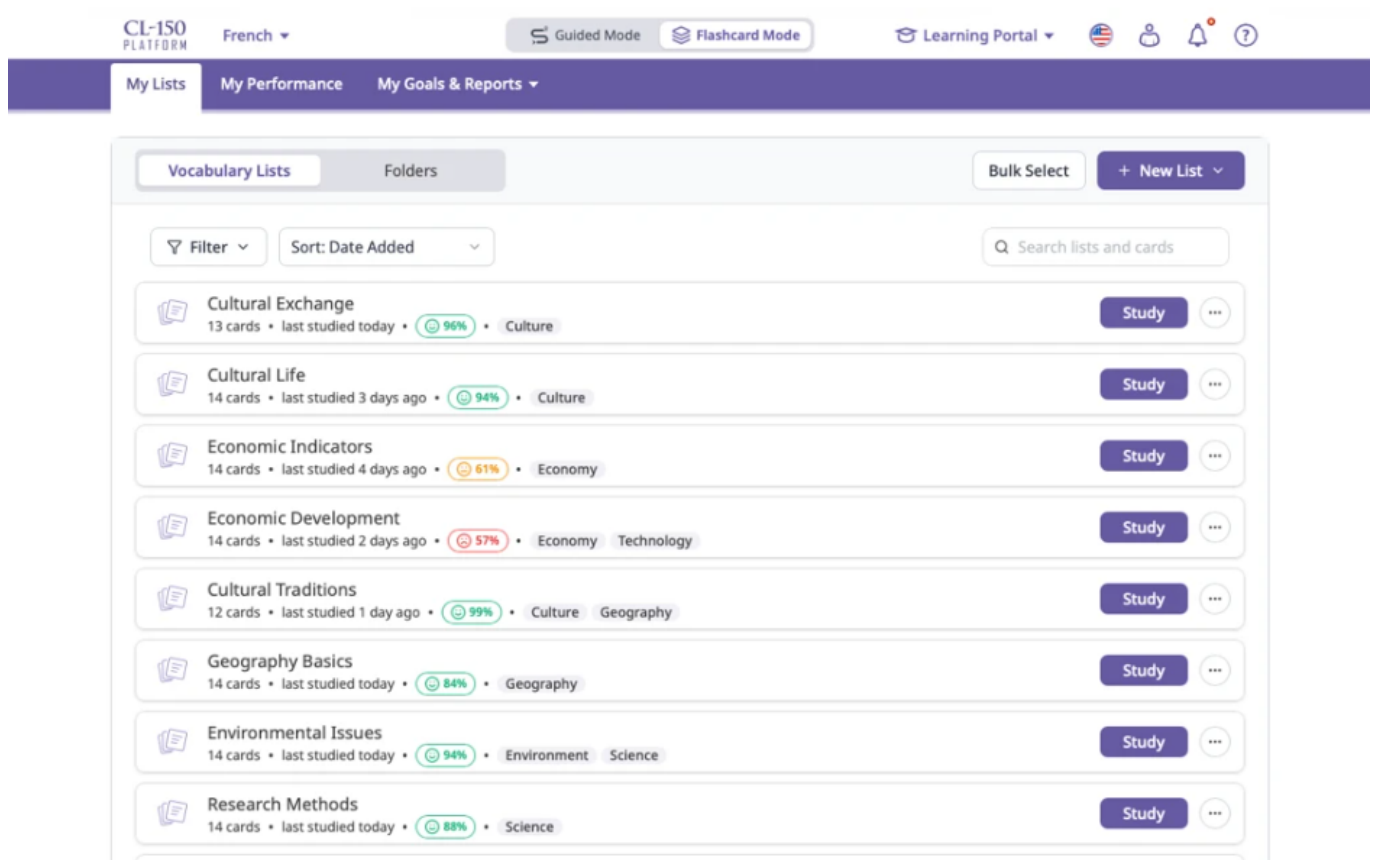 CL-150
PLATFORM
French
Guided Mode
Flashcard Mode
Learning Portal
My Lists
My Performance
My Goals & Reports
Vocabulary Lists
Folders
Bulk Select
+ New List
Filter
Sort: Date Added
Search lists and cards
Cultural Exchange
13 cards • last studied today • 96% • Culture
Study
Cultural Life
14 cards • last studied 3 days ago • 94% • Culture
Study
Economic Indicators
14 cards • last studied 4 days ago • 61% • Economy
Study
Economic Development
14 cards • last studied 2 days ago • 57% • Economy Technology
Study
Cultural Traditions
12 cards • last studied 1 day ago • 99% • Culture Geography
Study
Geography Basics
14 cards • last studied today • 84% • Geography
Study
Environmental Issues
14 cards • last studied today • 94% • Environment Science
Study
Research Methods
14 cards • last studied today • 88% • Science
Study